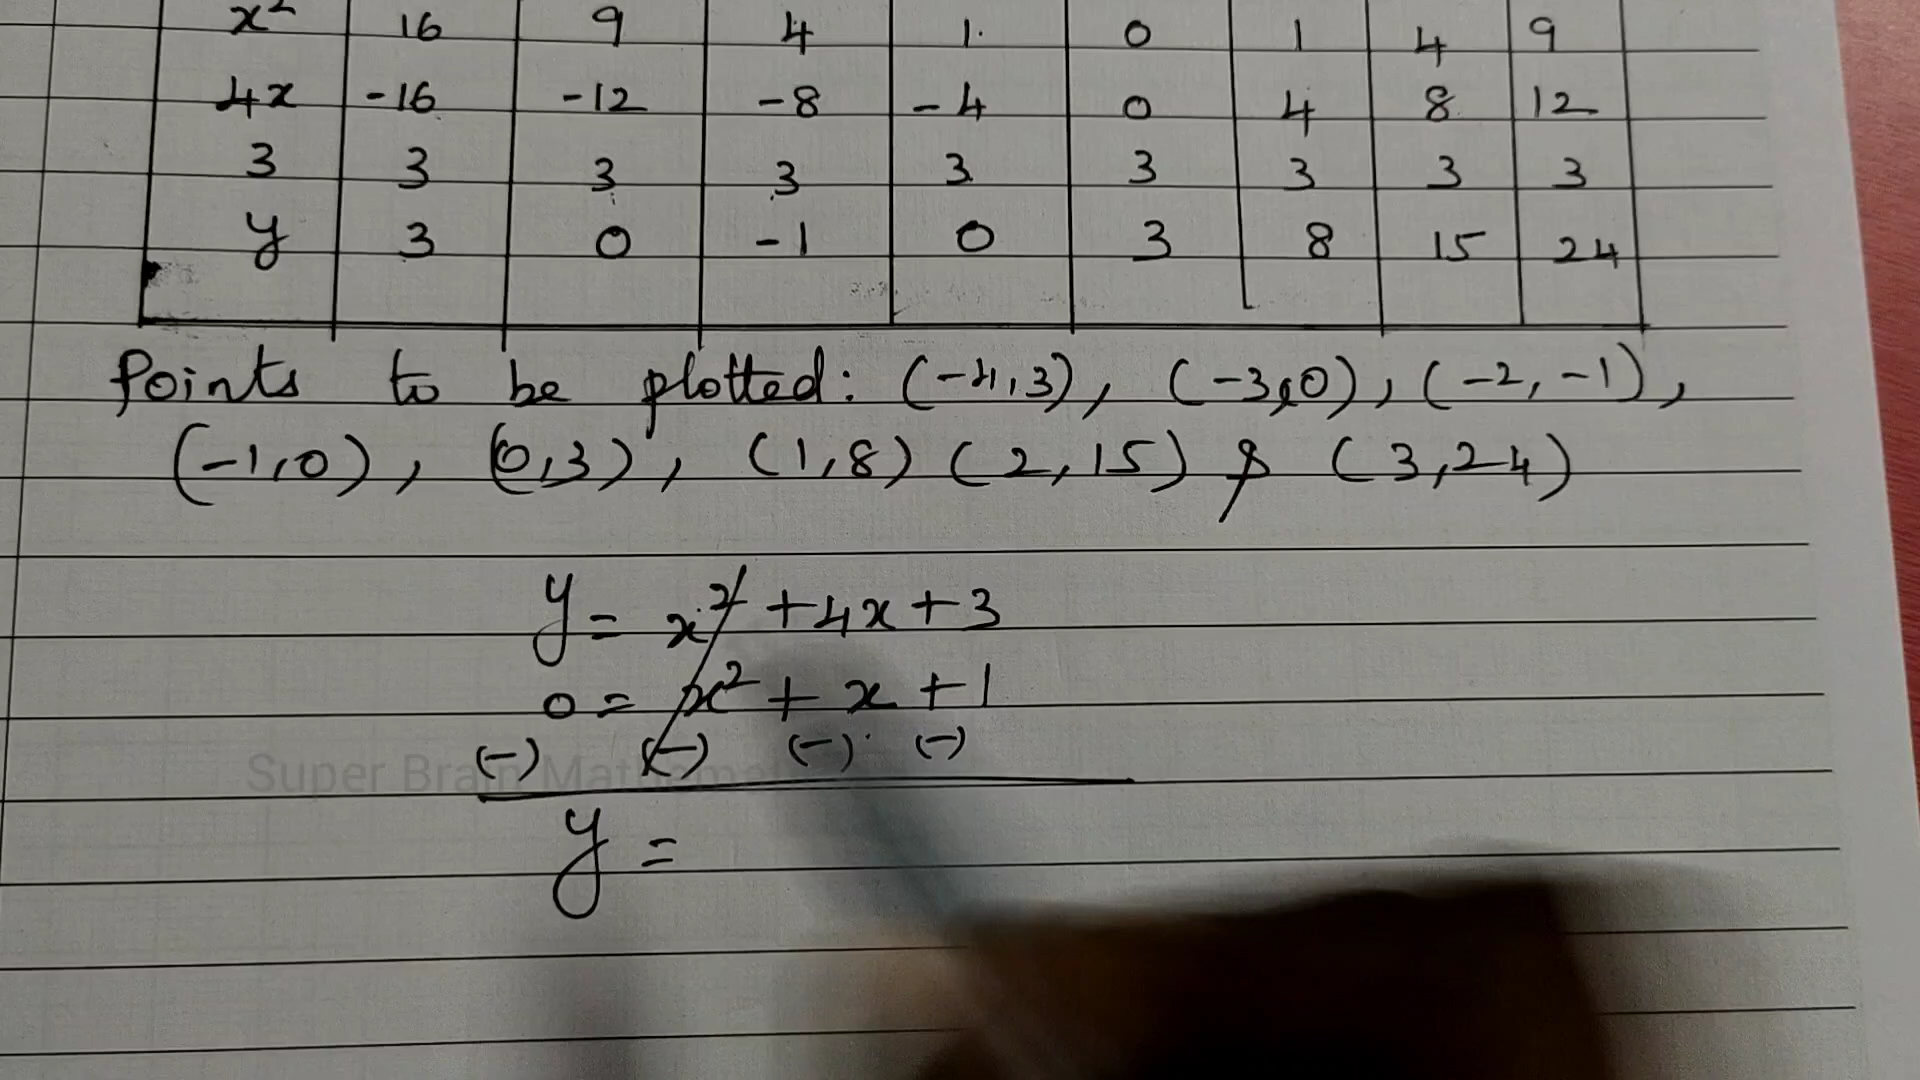 x² 16 9 4 1 0 1 4 9
4x -16 -12 -8 -4 0 4 8 12
3 3 3 3 3 3 3 3 3
y 3 0 -1 0 3 8 15 24
Points to be plotted: (-4,3), (-3,0), (-2,-1),
(-1,0), (0,3), (1,8) (2,15) & (3,24)
y = x² + 4x + 3
0 = x² + x + 1
(-) (-) (-) (-)
Super Brain Mathem
y =